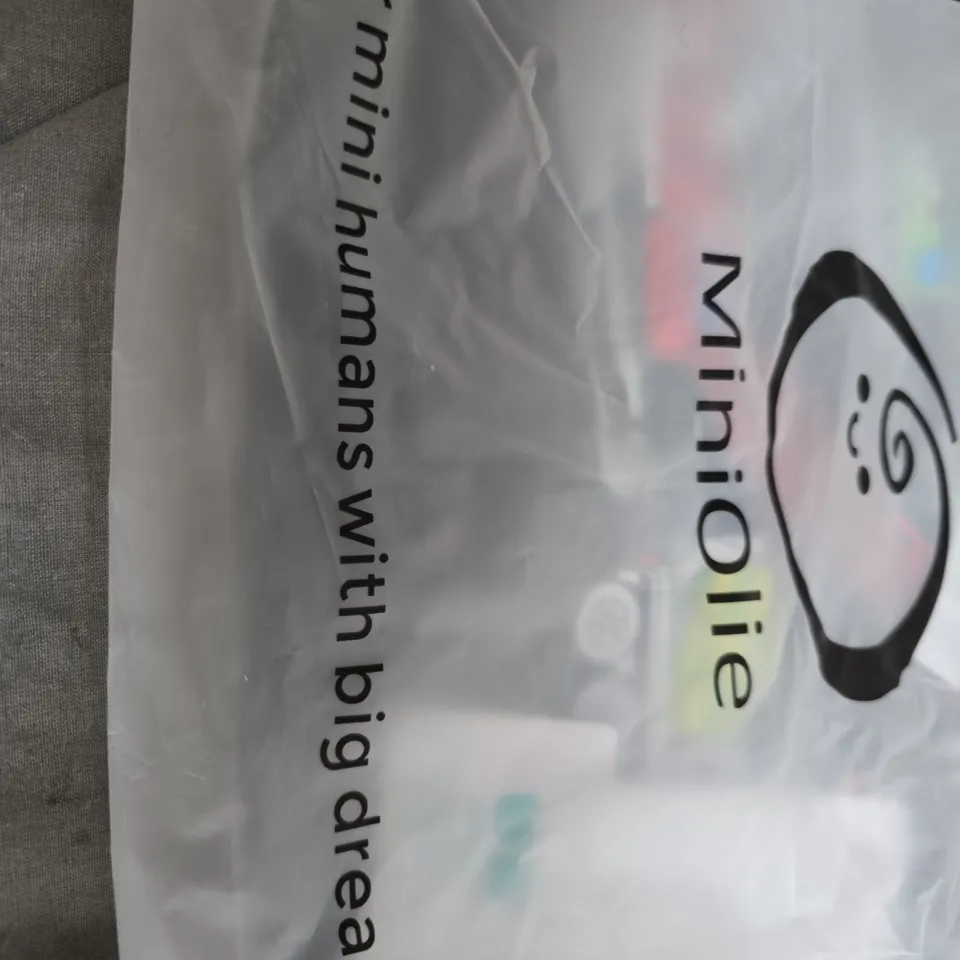 MiniOlie
mini humans with big drea